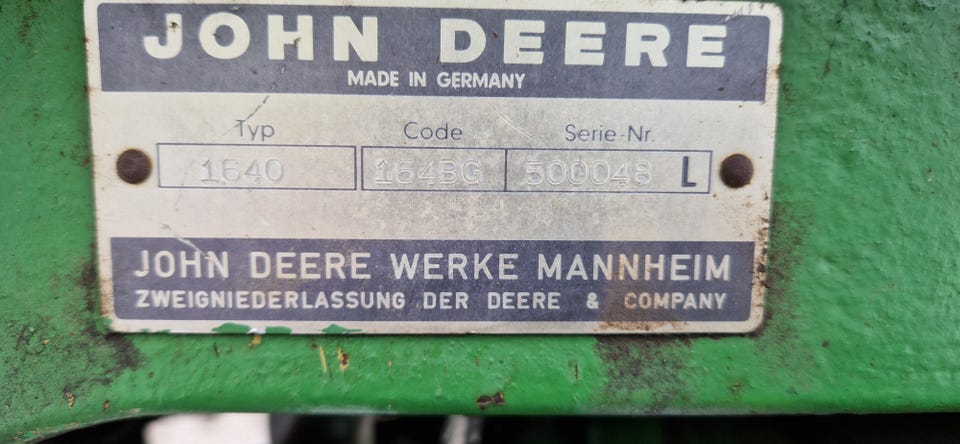 JOHN DEERE
MADE IN GERMANY
Typ Code Serie-Nr.
1640 164BG 500048 L
JOHN DEERE WERKE MANNHEIM
ZWEIGNIEDERLASSUNG DER DEERE & COMPANY